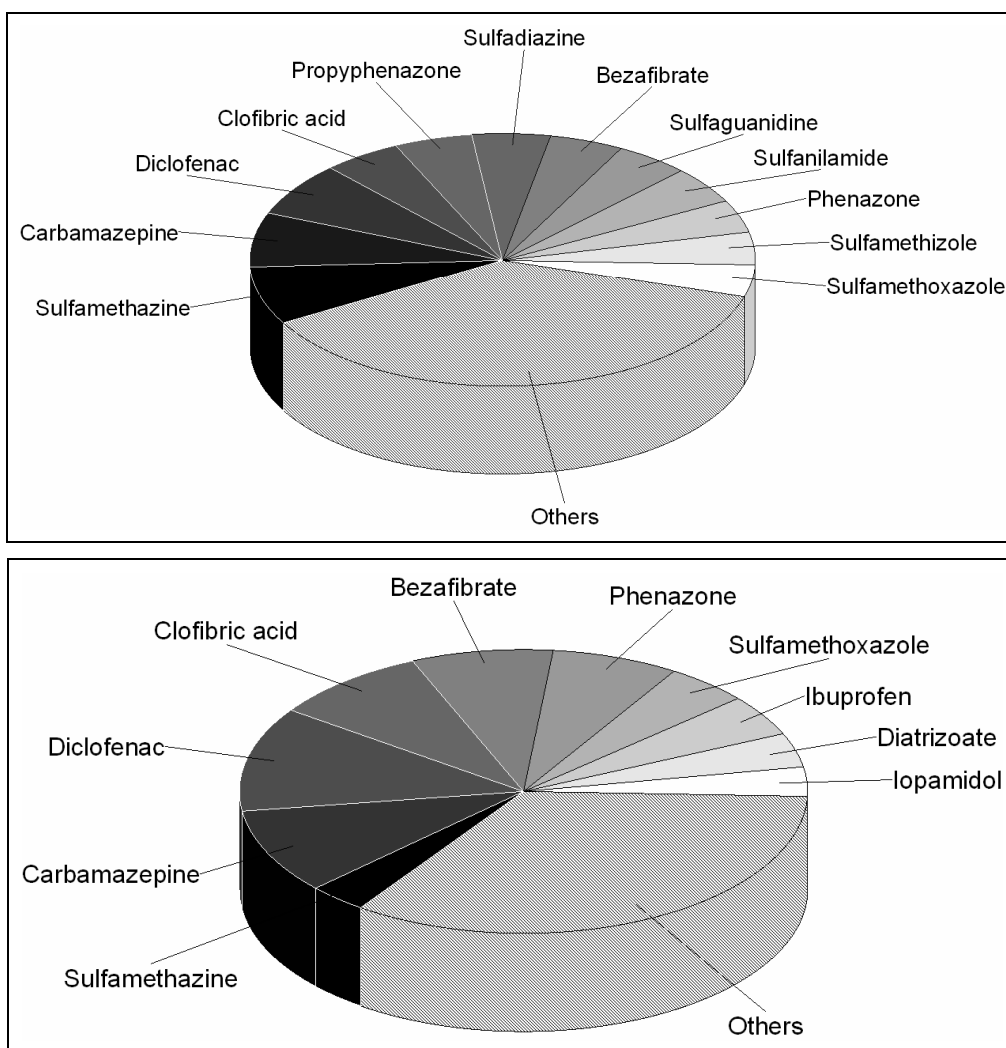 Sulfadiazine
Propyphenazone
Bezafibrate
Clofibric acid
Sulfaguanidine
Diclofenac
Sulfanilamide
Phenazone
Carbamazepine
Sulfamethizole
Sulfamethazine
Sulfamethoxazole
Others
Bezafibrate
Phenazone
Clofibric acid
Sulfamethoxazole
Ibuprofen
Diclofenac
Diatrizoate
Iopamidol
Carbamazepine
Sulfamethazine
Others